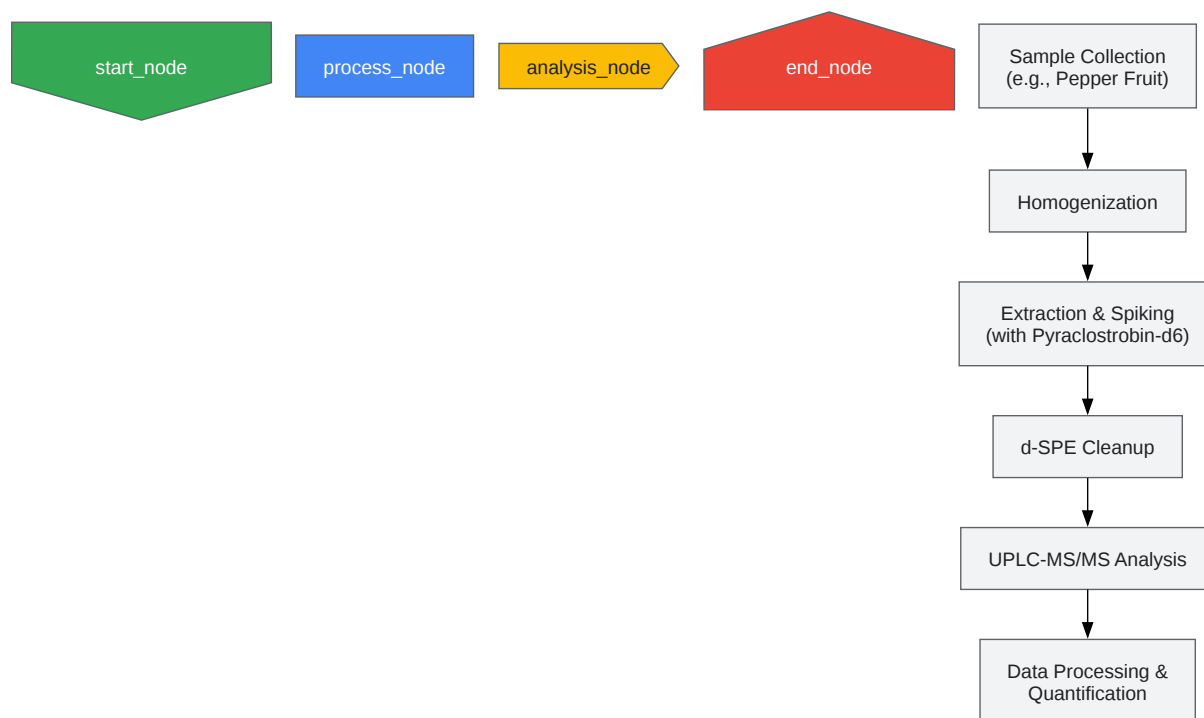 start_node
process_node
analysis_node
end_node
Sample Collection
(e.g., Pepper Fruit)
Homogenization
Extraction & Spiking
(with Pyraclostrobin-d6)
d-SPE Cleanup
UPLC-MS/MS Analysis
Data Processing &
Quantification